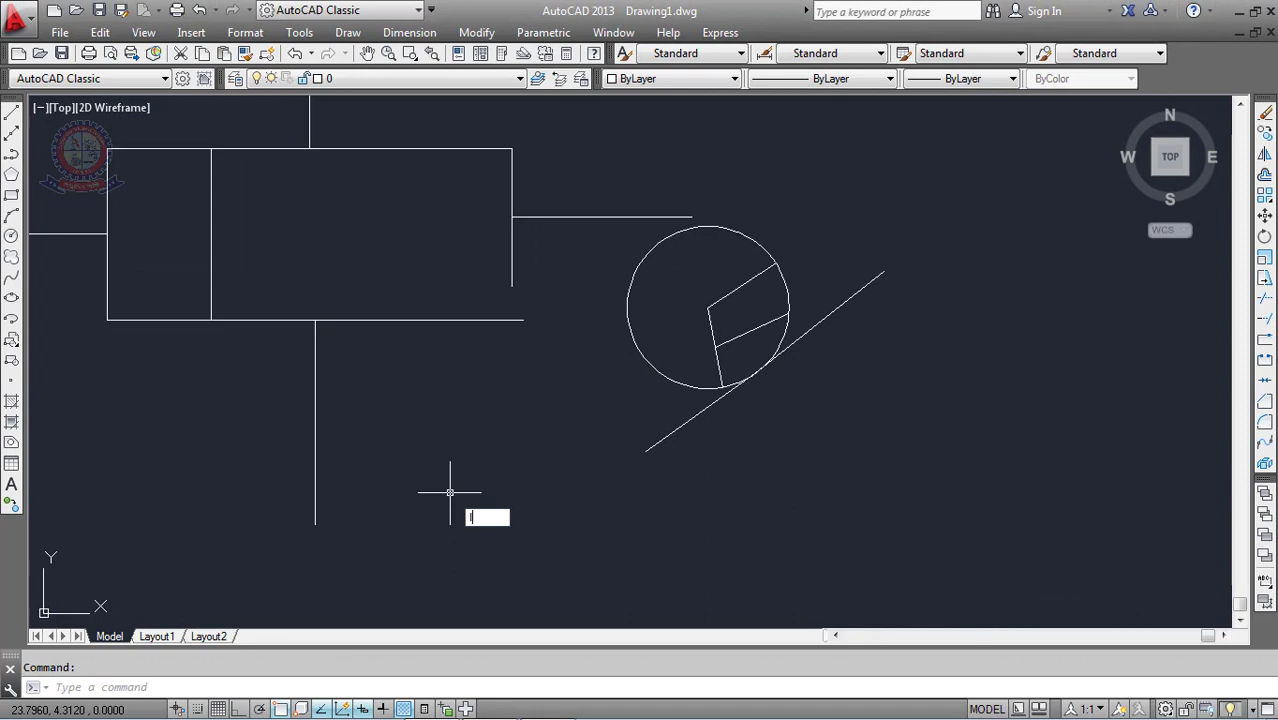 AutoCAD Classic
AutoCAD 2013 Drawing1.dwg
Type a keyword or phrase
Sign In
File Edit View Insert Format Tools Draw Dimension Modify Parametric Window Help Express
Standard Standard Standard Standard
AutoCAD Classic 0 ByLayer ByLayer ByLayer ByColor
[−][Top][2D Wireframe]
N
W TOP E
S
WCS
l
Y
X
Model Layout1 Layout2
Command:
Type a command
23.7960, 4.3120, 0.0000
MODEL
1:1
A